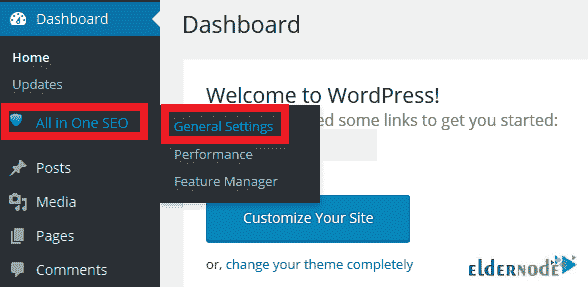 Dashboard
Home
Updates
All in One SEO
Posts
Media
Pages
Comments
General Settings
Performance
Feature Manager
Dashboard
Welcome to WordPress!
ed some links to get you started:
Customize Your Site
or, change your theme completely
ELDERNODE